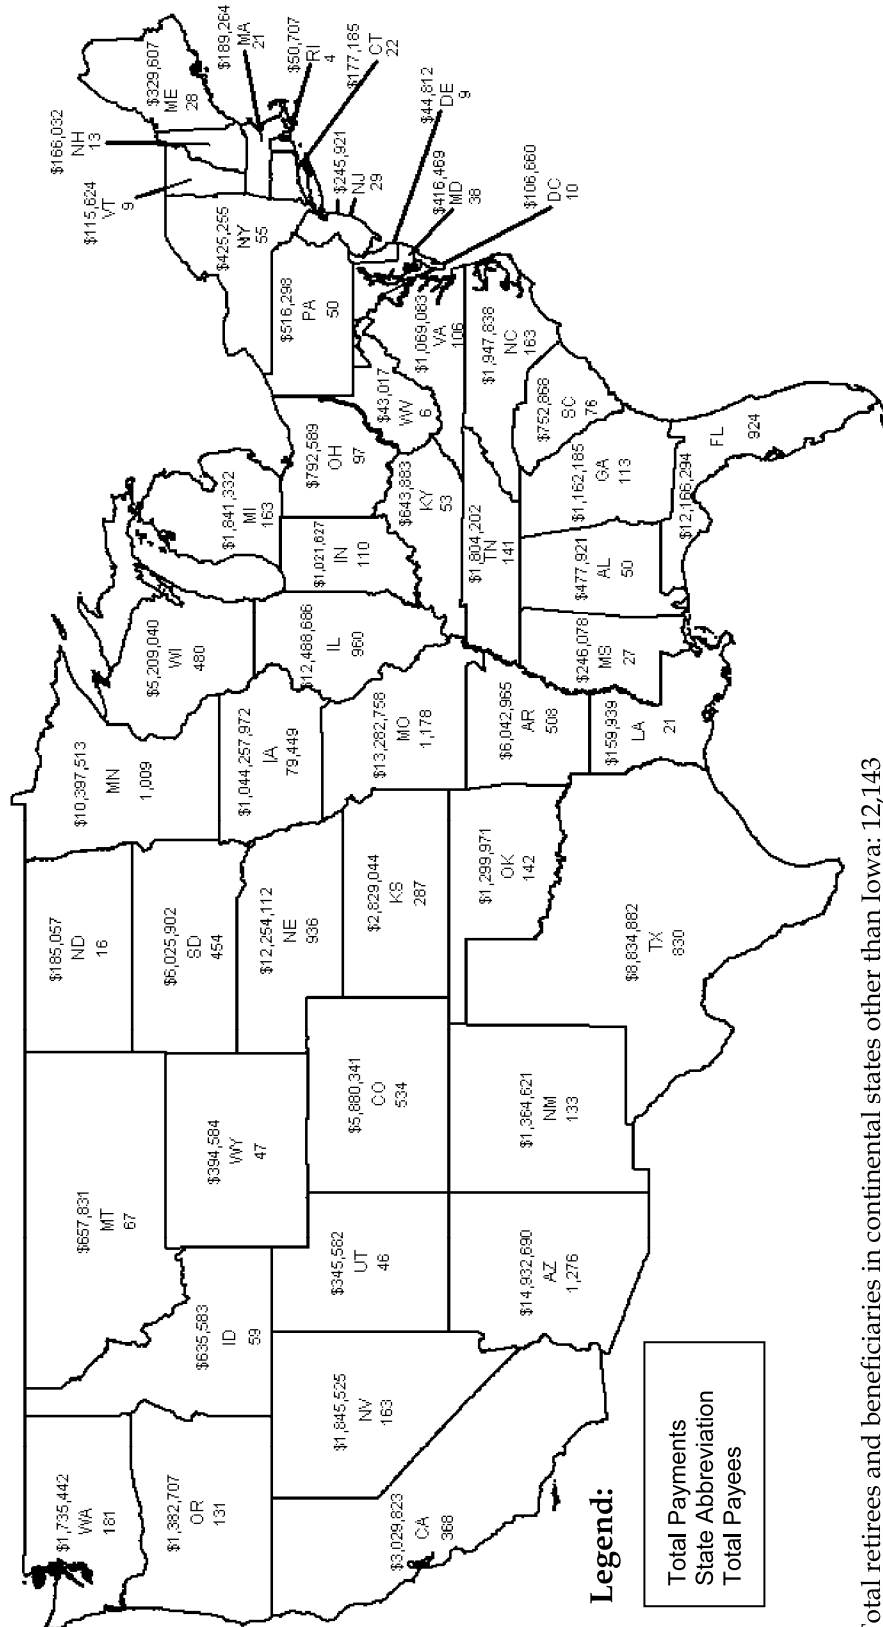 $1,735,442
WA
181
$1,382,707
OR
131
$3,029,823
CA
368
$1,845,525
NV
163
$635,583
ID
59
$657,831
MT
67
$394,584
WY
47
$345,582
UT
46
$14,932,690
AZ
1,276
$5,880,341
CO
534
$1,364,621
NM
133
$185,057
ND
16
$6,025,902
SD
454
$12,254,112
NE
936
$2,829,044
KS
287
$1,299,971
OK
142
$8,834,882
TX
830
$10,397,513
MN
1,009
$1,044,257,972
IA
79,449
$13,282,758
MO
1,178
$6,042,965
AR
508
$159,939
LA
21
$5,209,040
WI
480
$12,488,686
IL
960
$246,078
MS
27
$1,841,332
MI
163
$1,021,627
IN
110
$792,589
OH
97
$643,883
KY
53
$1,804,202
TN
141
$477,921
AL
50
$1,162,185
GA
113
$12,166,294
FL
924
$752,868
SC
76
$1,947,838
NC
163
$1,069,083
VA
106
$43,017
WV
6
$516,298
PA
50
$425,255
NY
55
$115,624
VT
9
$166,032
NH
13
$329,607
ME
28
$189,264
MA
21
$50,707
RI
4
$177,185
CT
22
$245,921
NJ
29
$44,812
DE
9
$416,469
MD
38
$106,660
DC
10
Legend:
Total Payments
State Abbreviation
Total Payees
Total retirees and beneficiaries in continental states other than Iowa: 12,143